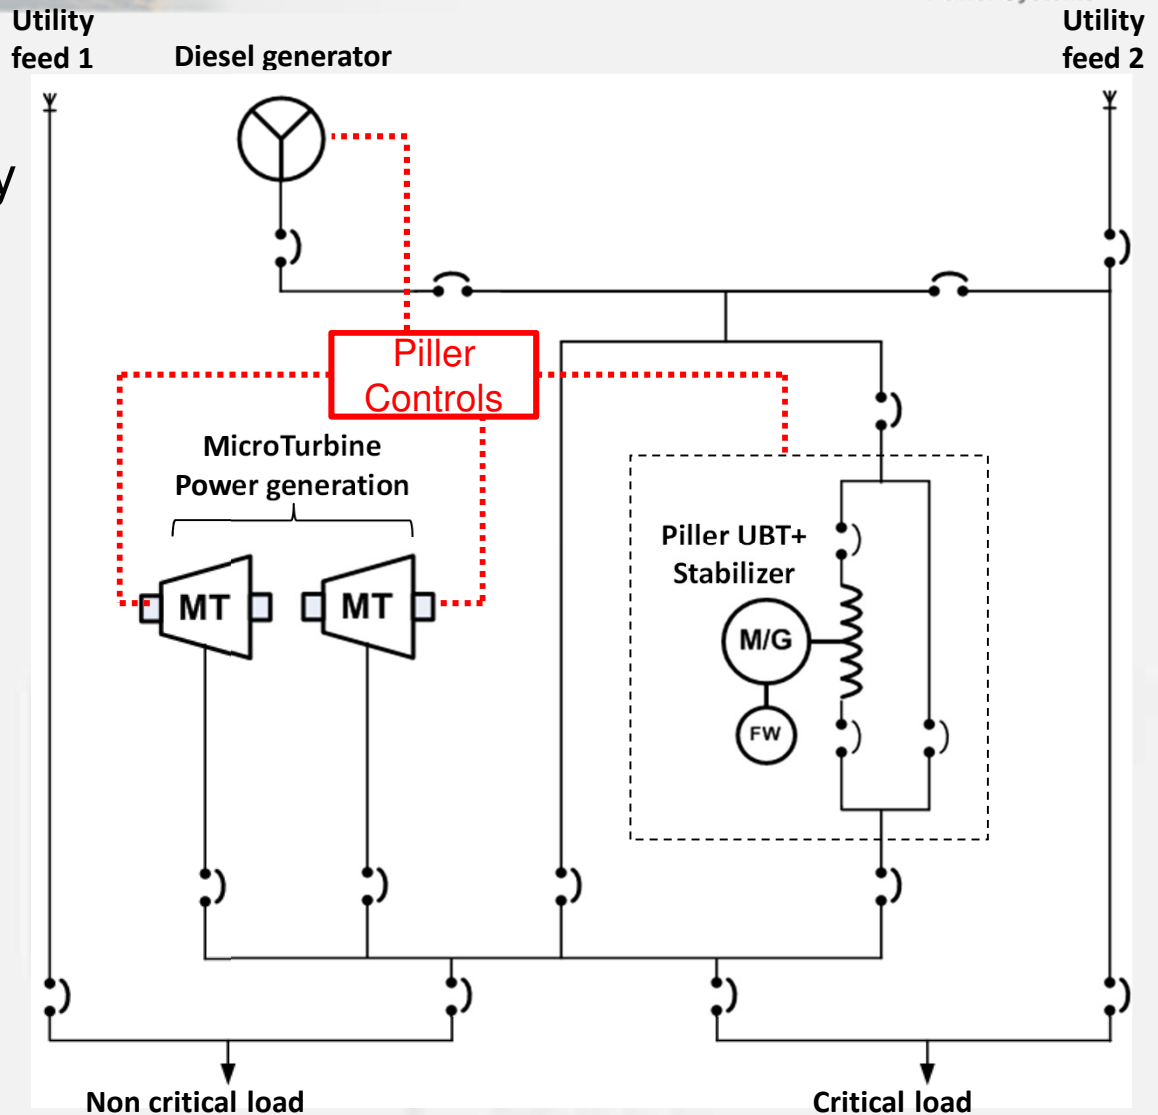 Utility
feed 1
Diesel generator
Utility
feed 2
y
Piller
Controls
MicroTurbine
Power generation
Piller UBT+
Stabilizer
MT
MT
M/G
FW
Non critical load
Critical load